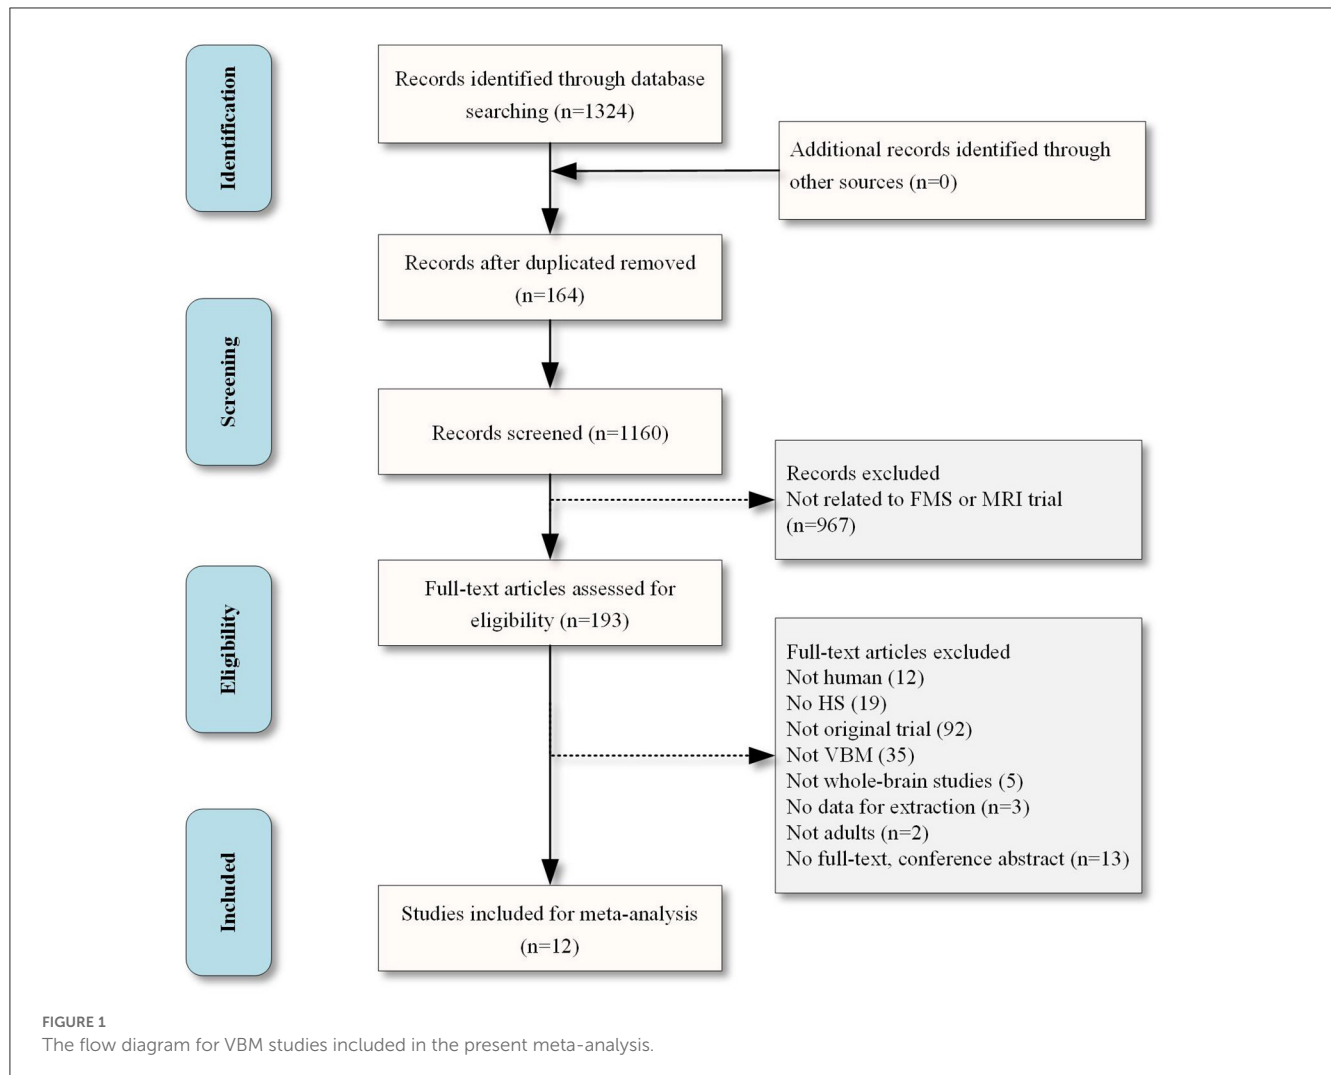 Identification
Records identified through database
searching (n=1324)
Additional records identified through
other sources (n=0)
Records after duplicated removed
(n=164)
Screening
Records screened (n=1160)
Records excluded
Not related to FMS or MRI trial
(n=967)
Eligibility
Full-text articles assessed for
eligibility (n=193)
Full-text articles excluded
Not human (12)
No HS (19)
Not original trial (92)
Not VBM (35)
Not whole-brain studies (5)
No data for extraction (n=3)
Not adults (n=2)
No full-text, conference abstract (n=13)
Included
Studies included for meta-analysis
(n=12)
FIGURE 1
The flow diagram for VBM studies included in the present meta-analysis.